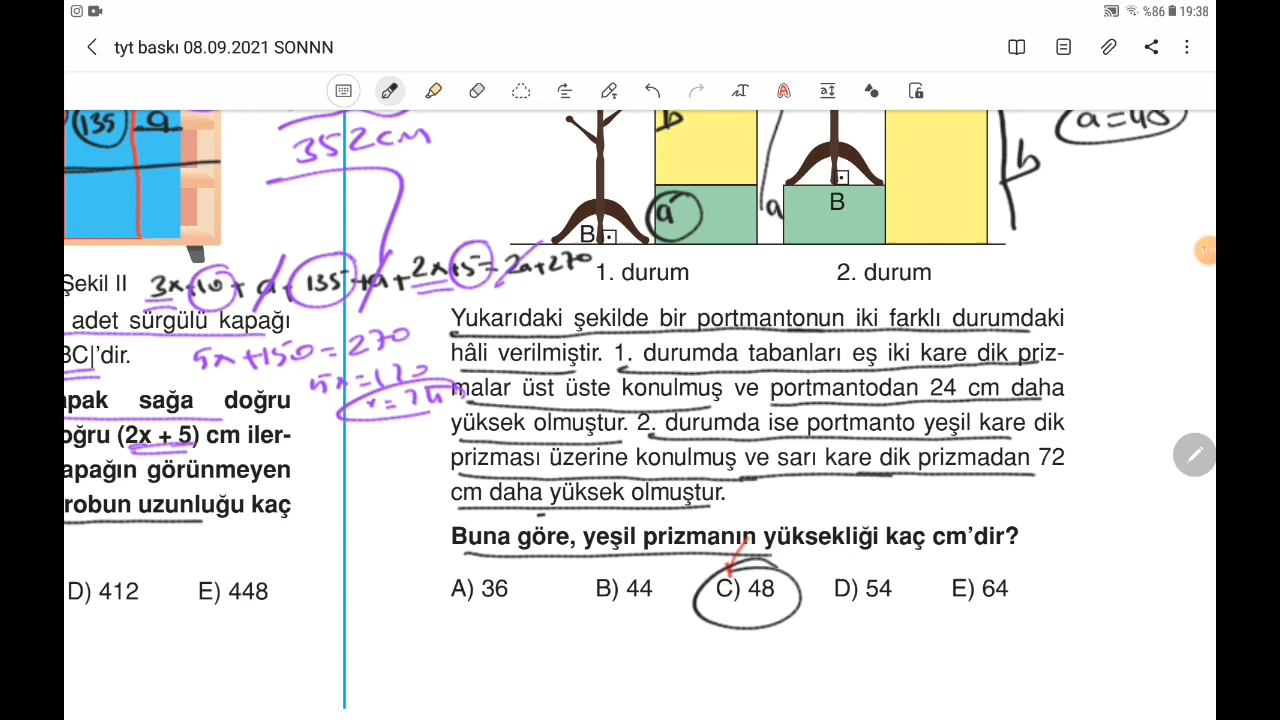 %86 19:38
tyt baskı 08.09.2021 SONNN
135 a
352 cm
b
a
a
B
B
b
a=48
1. durum
2. durum
Şekil II
3x+10+a+135+a+2x+5=2a+270
5x+150=270
5x=120
x=24
adet sürgülü kapağı
BC|'dir.
apak sağa doğru
oğru (2x + 5) cm iler-
apağın görünmeyen
robun uzunluğu kaç
D) 412 E) 448
Yukarıdaki şekilde bir portmantonun iki farklı durumdaki
hâli verilmiştir. 1. durumda tabanları eş iki kare dik priz-
malar üst üste konulmuş ve portmantodan 24 cm daha
yüksek olmuştur. 2. durumda ise portmanto yeşil kare dik
prizması üzerine konulmuş ve sarı kare dik prizmadan 72
cm daha yüksek olmuştur.
Buna göre, yeşil prizmanın yüksekliği kaç cm'dir?
A) 36 B) 44 C) 48 D) 54 E) 64